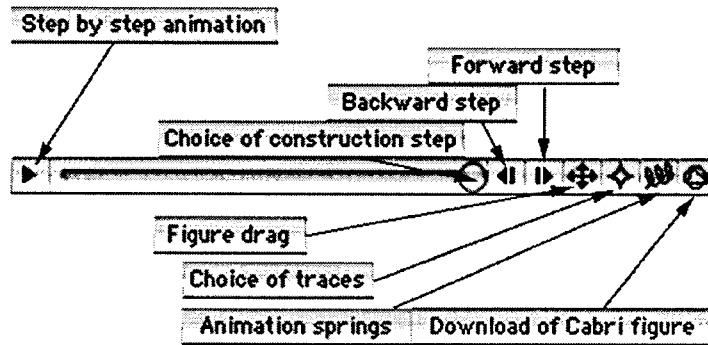 Step by step animation
Forward step
Backward step
Choice of construction step
Figure drag
Choice of traces
Animation springs
Download of Cabri figure